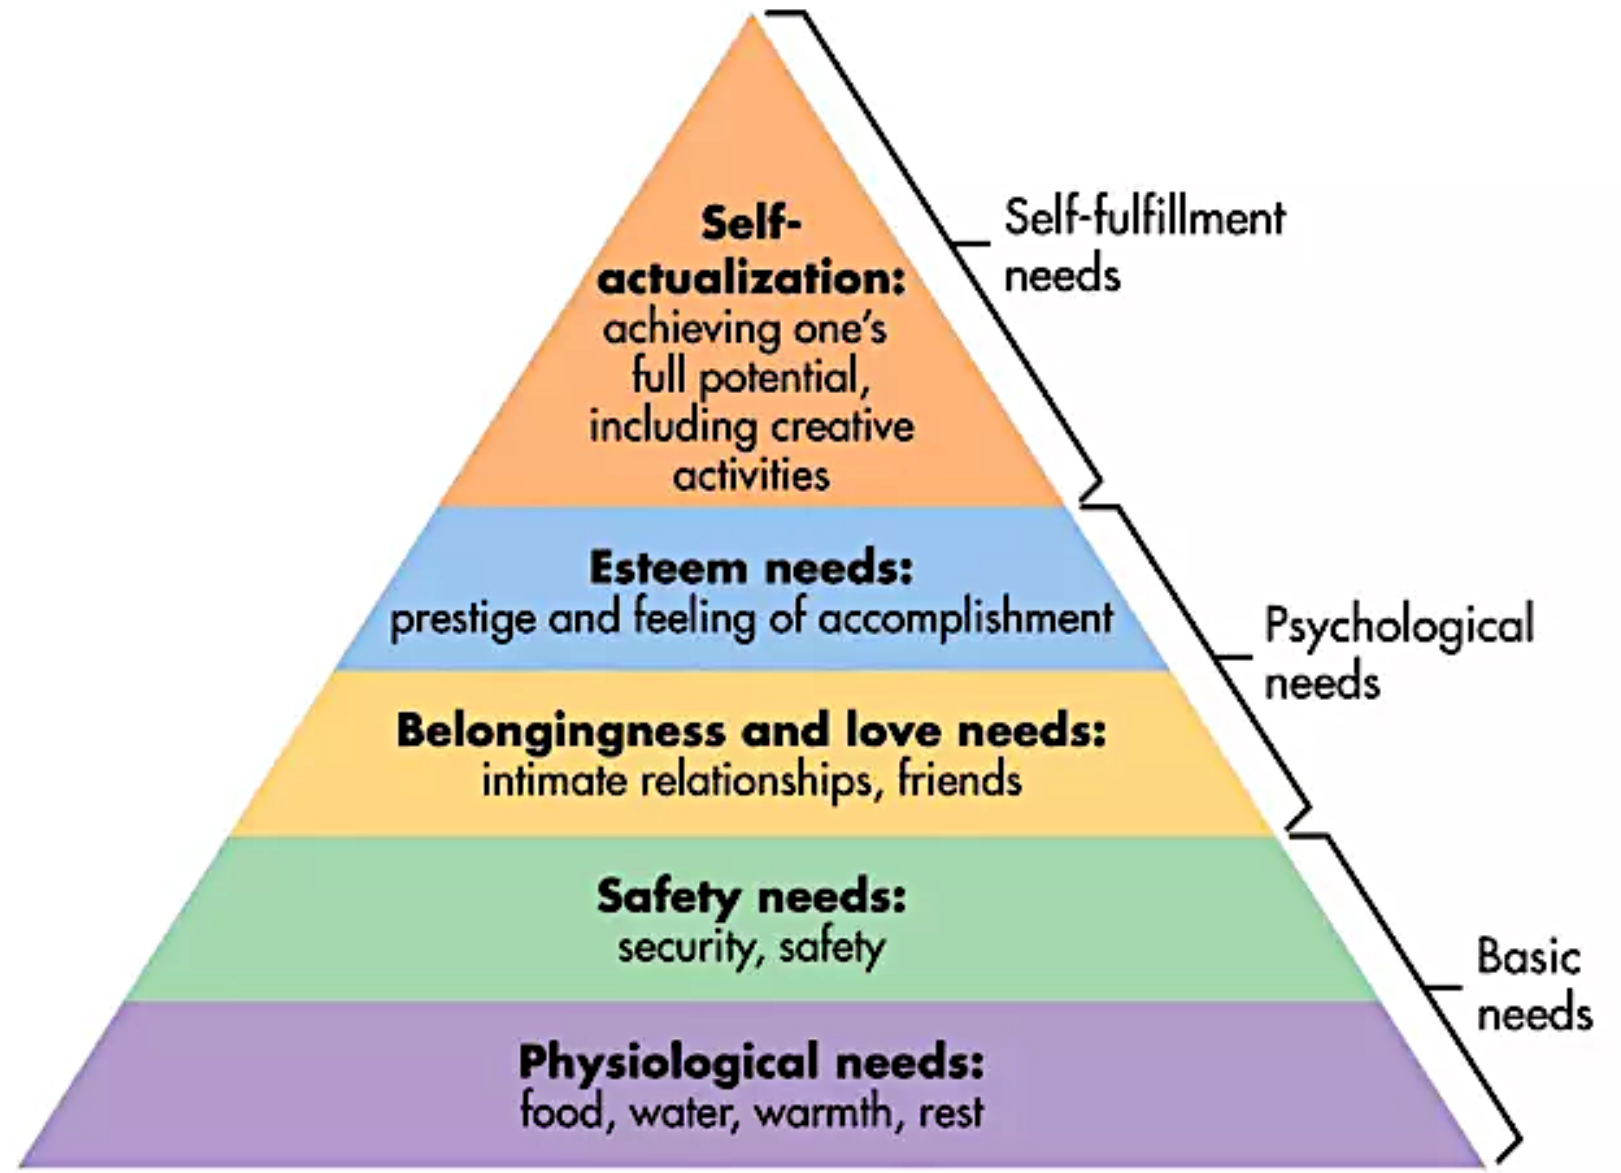 Self-
actualization:
achieving one's
full potential,
including creative
activities
Self-fulfillment
needs
Esteem needs:
prestige and feeling of accomplishment
Belongingness and love needs:
intimate relationships, friends
Psychological
needs
Safety needs:
security, safety
Physiological needs:
food, water, warmth, rest
Basic
needs